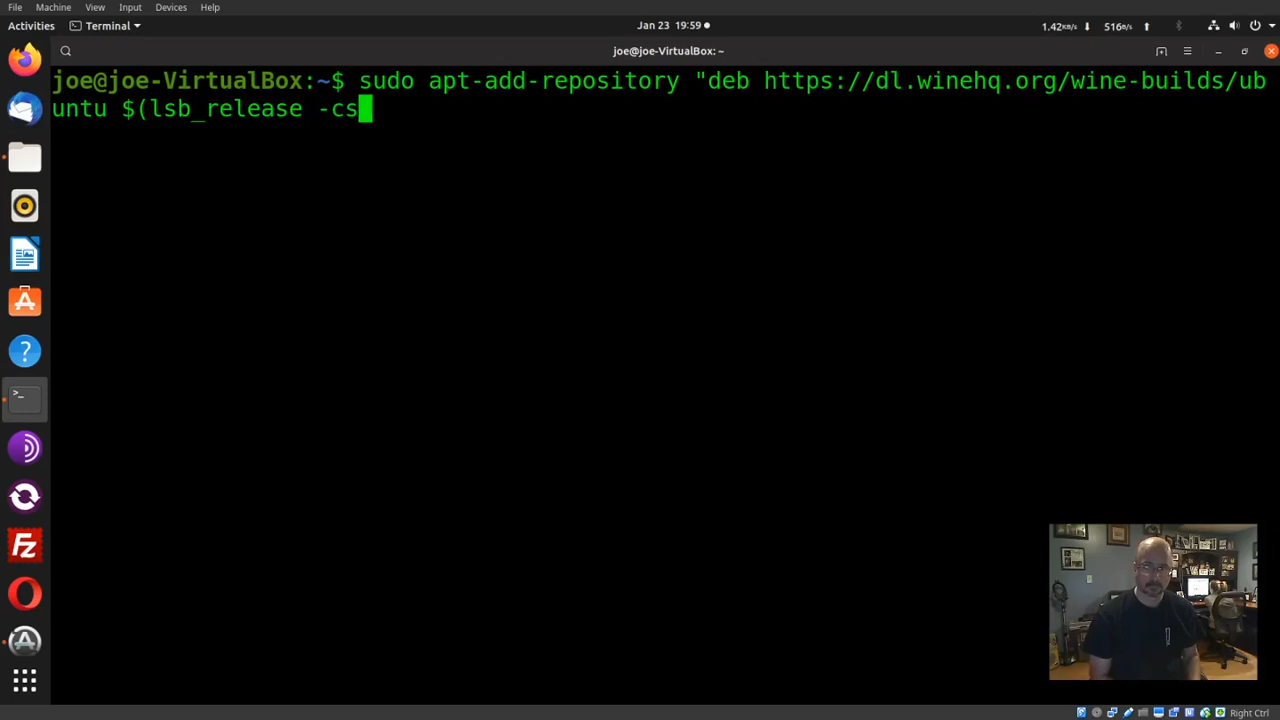 File Machine View Input Devices Help
Activities Terminal Jan 23 19:59 1.42KB/s 516B/s
joe@joe-VirtualBox: ~
joe@joe-VirtualBox:~$ sudo apt-add-repository "deb https://dl.winehq.org/wine-builds/ub
untu $(lsb_release -cs
Right Ctrl